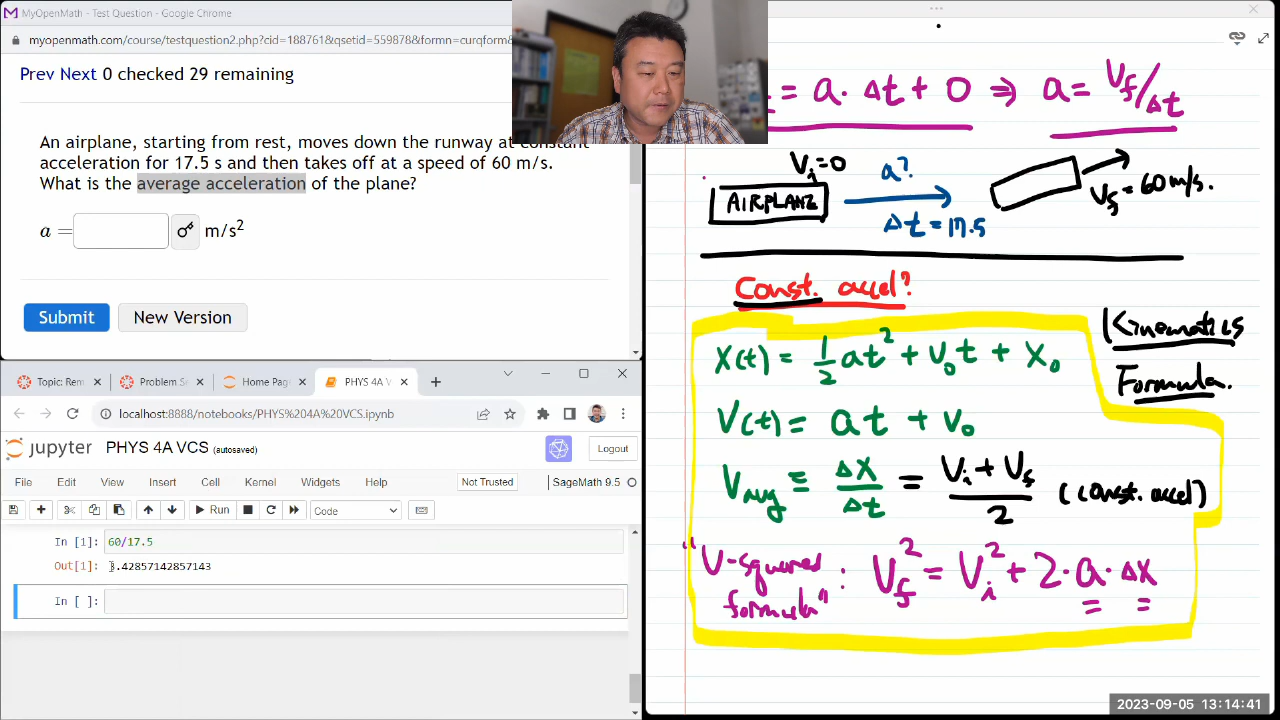 MyOpenMath - Test Question - Google Chrome
myopenmath.com/course/testquestion2.php?cid=188761&qsetid=559878&formn=curqform&
Prev Next 0 checked 29 remaining
An airplane, starting from rest, moves down the runway at constant
acceleration for 17.5 s and then takes off at a speed of 60 m/s.
What is the average acceleration of the plane?
a = m/s²
Submit New Version
Topic Rem Problem S Home Page PHYS 4A V
localhost:8888/notebooks/PHYS%204A%20VCS.ipynb
jupyter PHYS 4A VCS (autosaved) Logout
File Edit View Insert Cell Kernel Widgets Help Not Trusted SageMath 9.5
Run Code
In [1]: 60/17.5
Out[1]: 3.42857142857143
In [ ]:
= a · Δt + 0 ⇒ a = Vf/Δt
Vi = 0 a?
AIRPLANE Vf = 60 m/s.
Δt = 17.5
Const. accel?
Kinematics
Formula.
X(t) = 1/2 at² + V₀t + X₀
V(t) = at + V₀
Vavg = ΔX/Δt = (Vi + Vf)/2 (const. accel)
"V-squared
formula" : Vf² = Vi² + 2 · a · Δx
2023-09-05 13:14:41